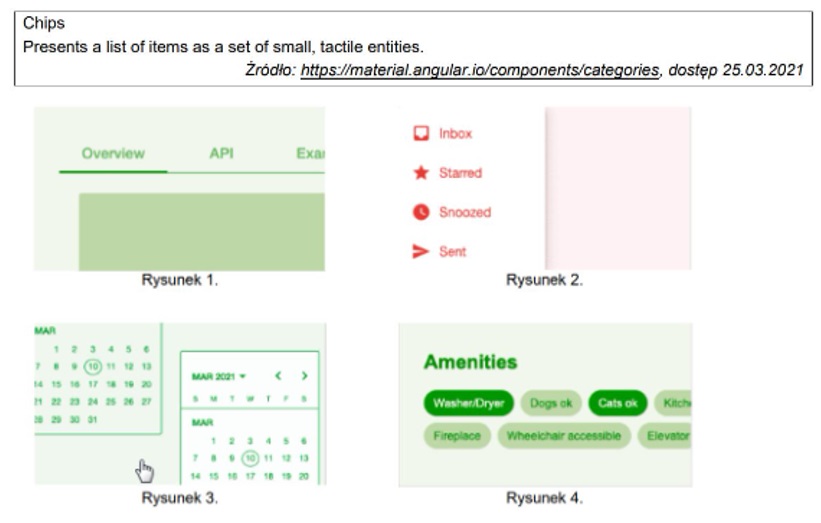 Chips
Presents a list of items as a set of small, tactile entities.
Źródło: https://material.angular.io/components/categories, dostęp 25.03.2021
Overview API Exar
Rysunek 1.
Inbox
Starred
Snoozed
Sent
Rysunek 2.
MAR
1 2 3 4 5 6
7 8 9 10 11 12 13
14 15 16 17 18 19 20
21 22 23 24 25 26 27
28 29 30 31
MAR 2021
S M T W T F S
MAR
1 2 3 4 5 6
7 8 9 10 11 12 13
14 15 16 17 18 19 20
Rysunek 3.
Amenities
Washer/Dryer Dogs ok Cats ok Kitch
Fireplace Wheelchair accessible Elevator
Rysunek 4.